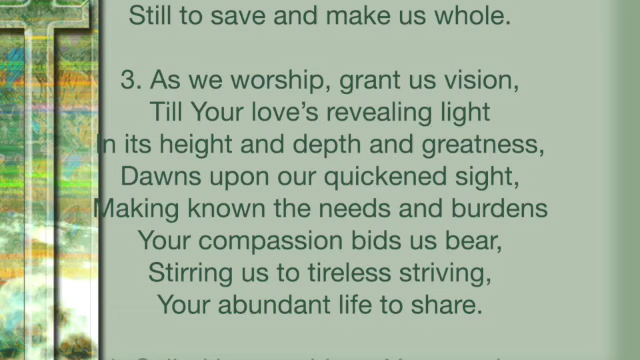 Still to save and make us whole.
3. As we worship, grant us vision,
Till Your love's revealing light
In its height and depth and greatness,
Dawns upon our quickened sight,
Making known the needs and burdens
Your compassion bids us bear,
Stirring us to tireless striving,
Your abundant life to share.